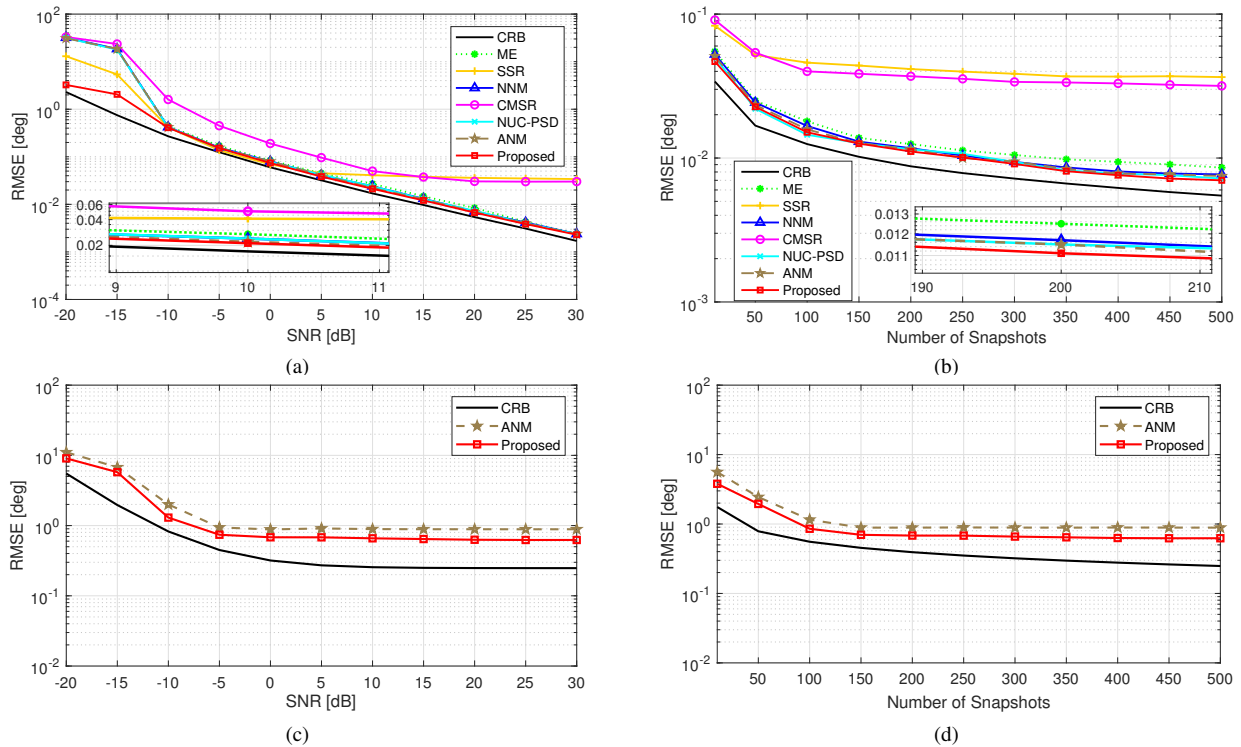 10^2
10^0
10^-2
10^-4
RMSE [deg]
-20 -15 -10 -5 0 5 10 15 20 25 30
SNR [dB]
CRB
ME
SSR
NNM
CMSR
NUC-PSD
ANM
Proposed
0.06
0.04
0.02
9 10 11
(a)
10^-1
10^-2
10^-3
RMSE [deg]
50 100 150 200 250 300 350 400 450 500
Number of Snapshots
CRB
ME
SSR
NNM
CMSR
NUC-PSD
ANM
Proposed
0.013
0.012
0.011
190 200 210
(b)
10^2
10^1
10^0
10^-1
10^-2
RMSE [deg]
-20 -15 -10 -5 0 5 10 15 20 25 30
SNR [dB]
CRB
ANM
Proposed
(c)
10^2
10^1
10^0
10^-1
10^-2
RMSE [deg]
50 100 150 200 250 300 350 400 450 500
Number of Snapshots
CRB
ANM
Proposed
(d)